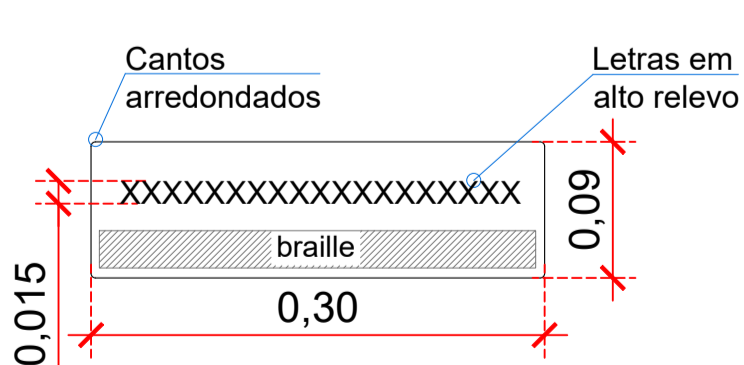 Cantos
arredondados
Letras em
alto relevo
XXXXXXXXXXXXXXXXXXX
braille
0,09
0,015
0,30